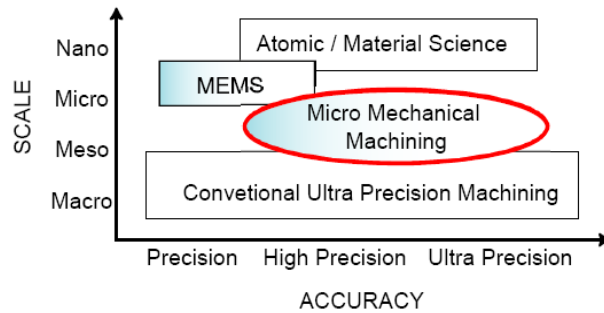 Nano
Atomic / Material Science
MEMS
Micro
Micro Mechanical
Machining
SCALE
Meso
Convetional Ultra Precision Machining
Macro
Precision
High Precision
Ultra Precision
ACCURACY